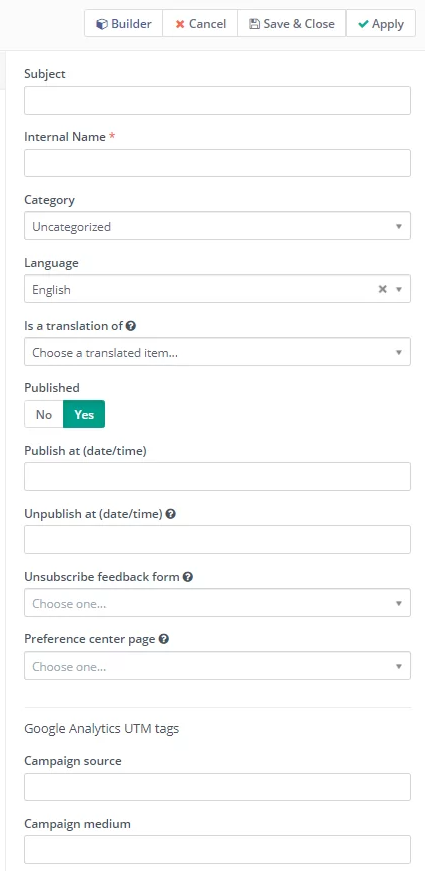 Builder Cancel Save & Close Apply
Subject
Internal Name *
Category
Uncategorized
Language
English
Is a translation of
Choose a translated item...
Published
No Yes
Publish at (date/time)
Unpublish at (date/time)
Unsubscribe feedback form
Choose one...
Preference center page
Choose one...
Google Analytics UTM tags
Campaign source
Campaign medium